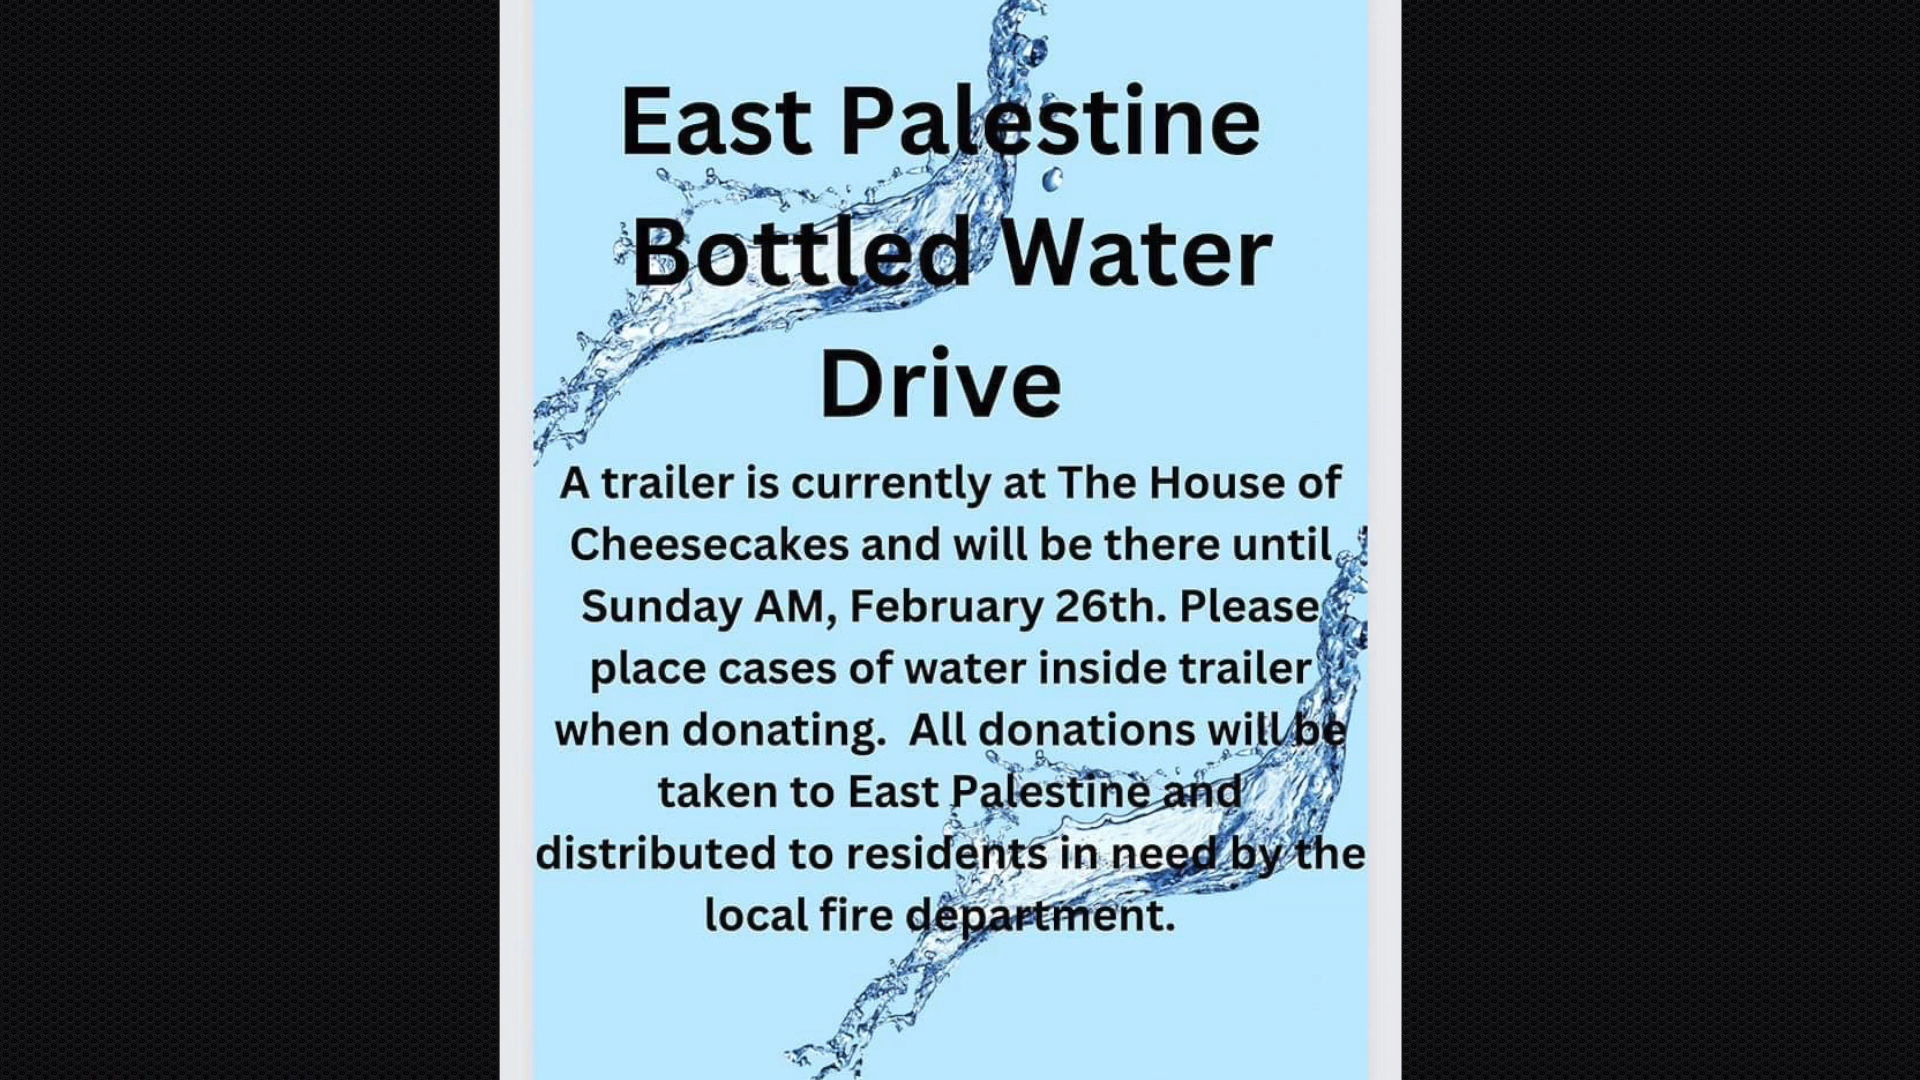 East Palestine
Bottled Water
Drive
A trailer is currently at The House of
Cheesecakes and will be there until
Sunday AM, February 26th. Please
place cases of water inside trailer
when donating.  All donations will be
taken to East Palestine and
distributed to residents in need by the
local fire department.